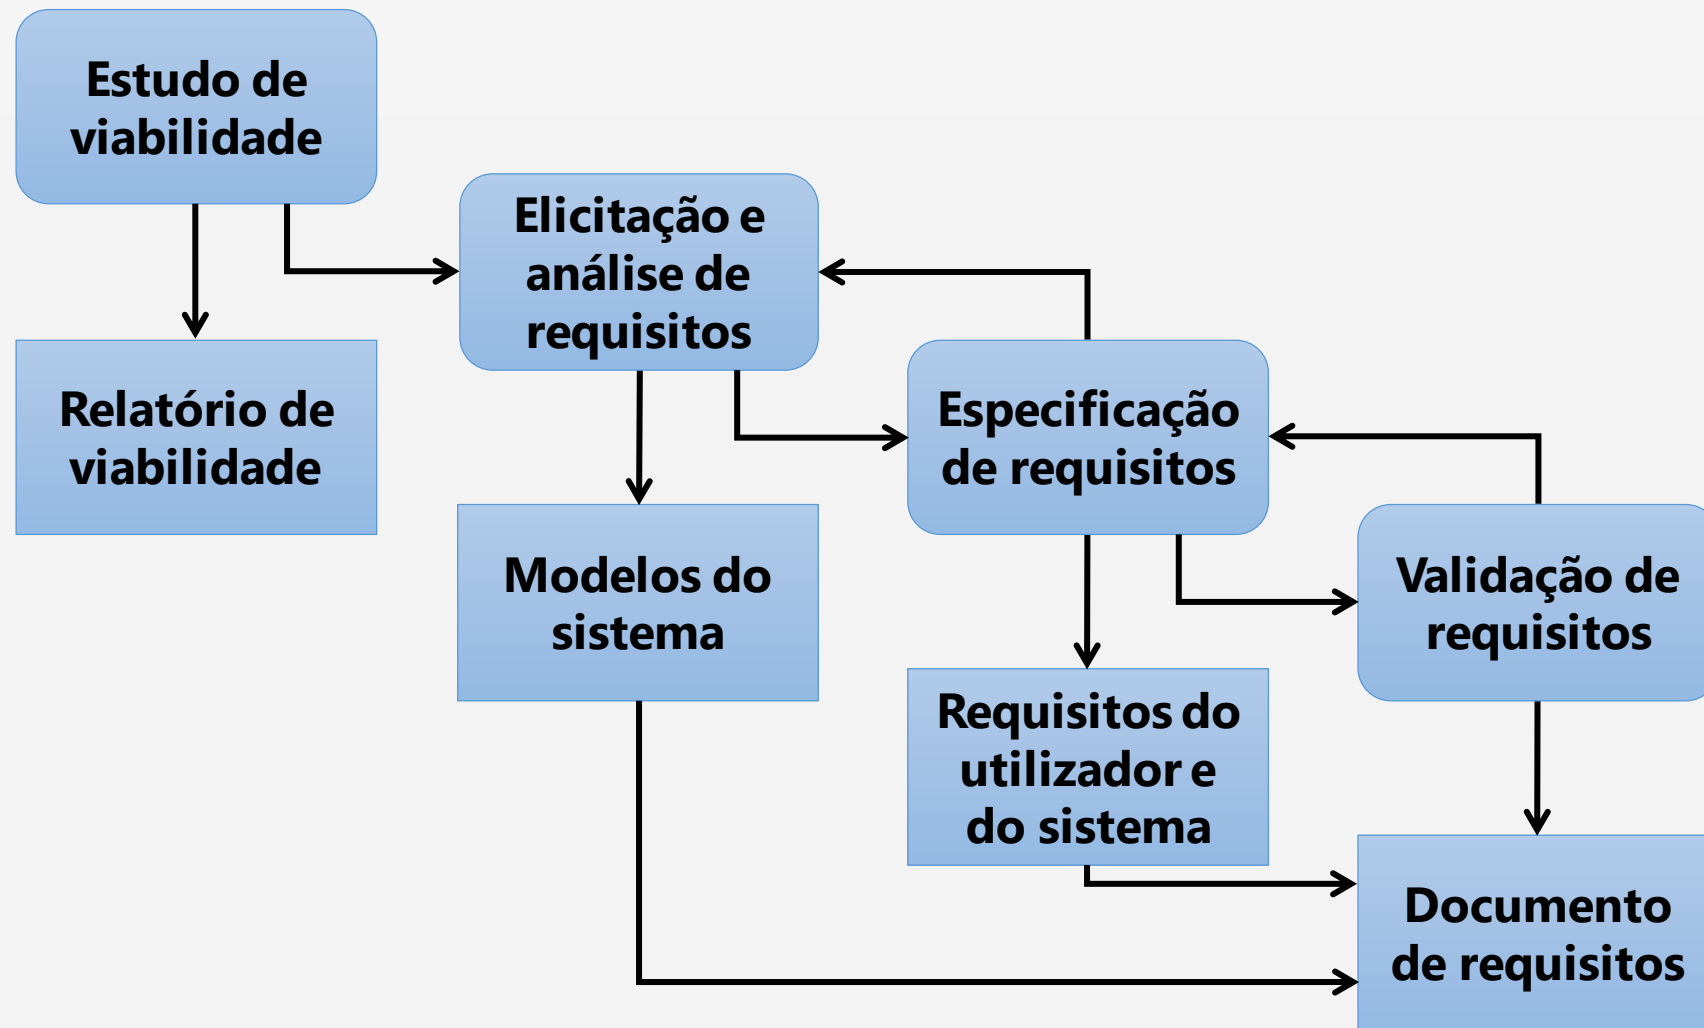 Estudo de
viabilidade
Elicitação e
análise de
requisitos
Relatório de
viabilidade
Especificação
de requisitos
Modelos do
sistema
Validação de
requisitos
Requisitos do
utilizador e
do sistema
Documento
de requisitos